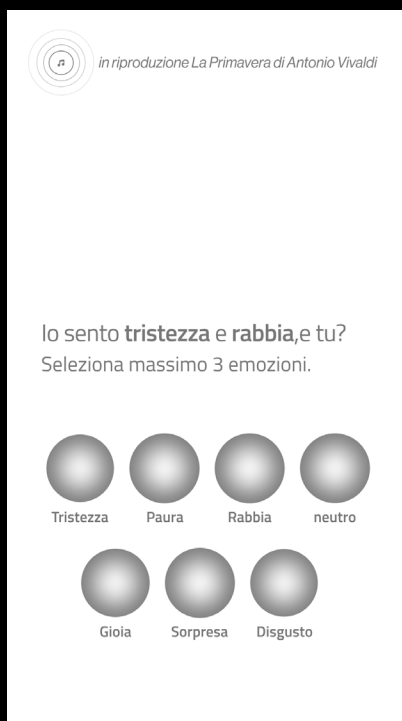 in riproduzione La Primavera di Antonio Vivaldi
Io sento tristezza e rabbia,e tu?
Seleziona massimo 3 emozioni.
Tristezza Paura Rabbia neutro
Gioia Sorpresa Disgusto